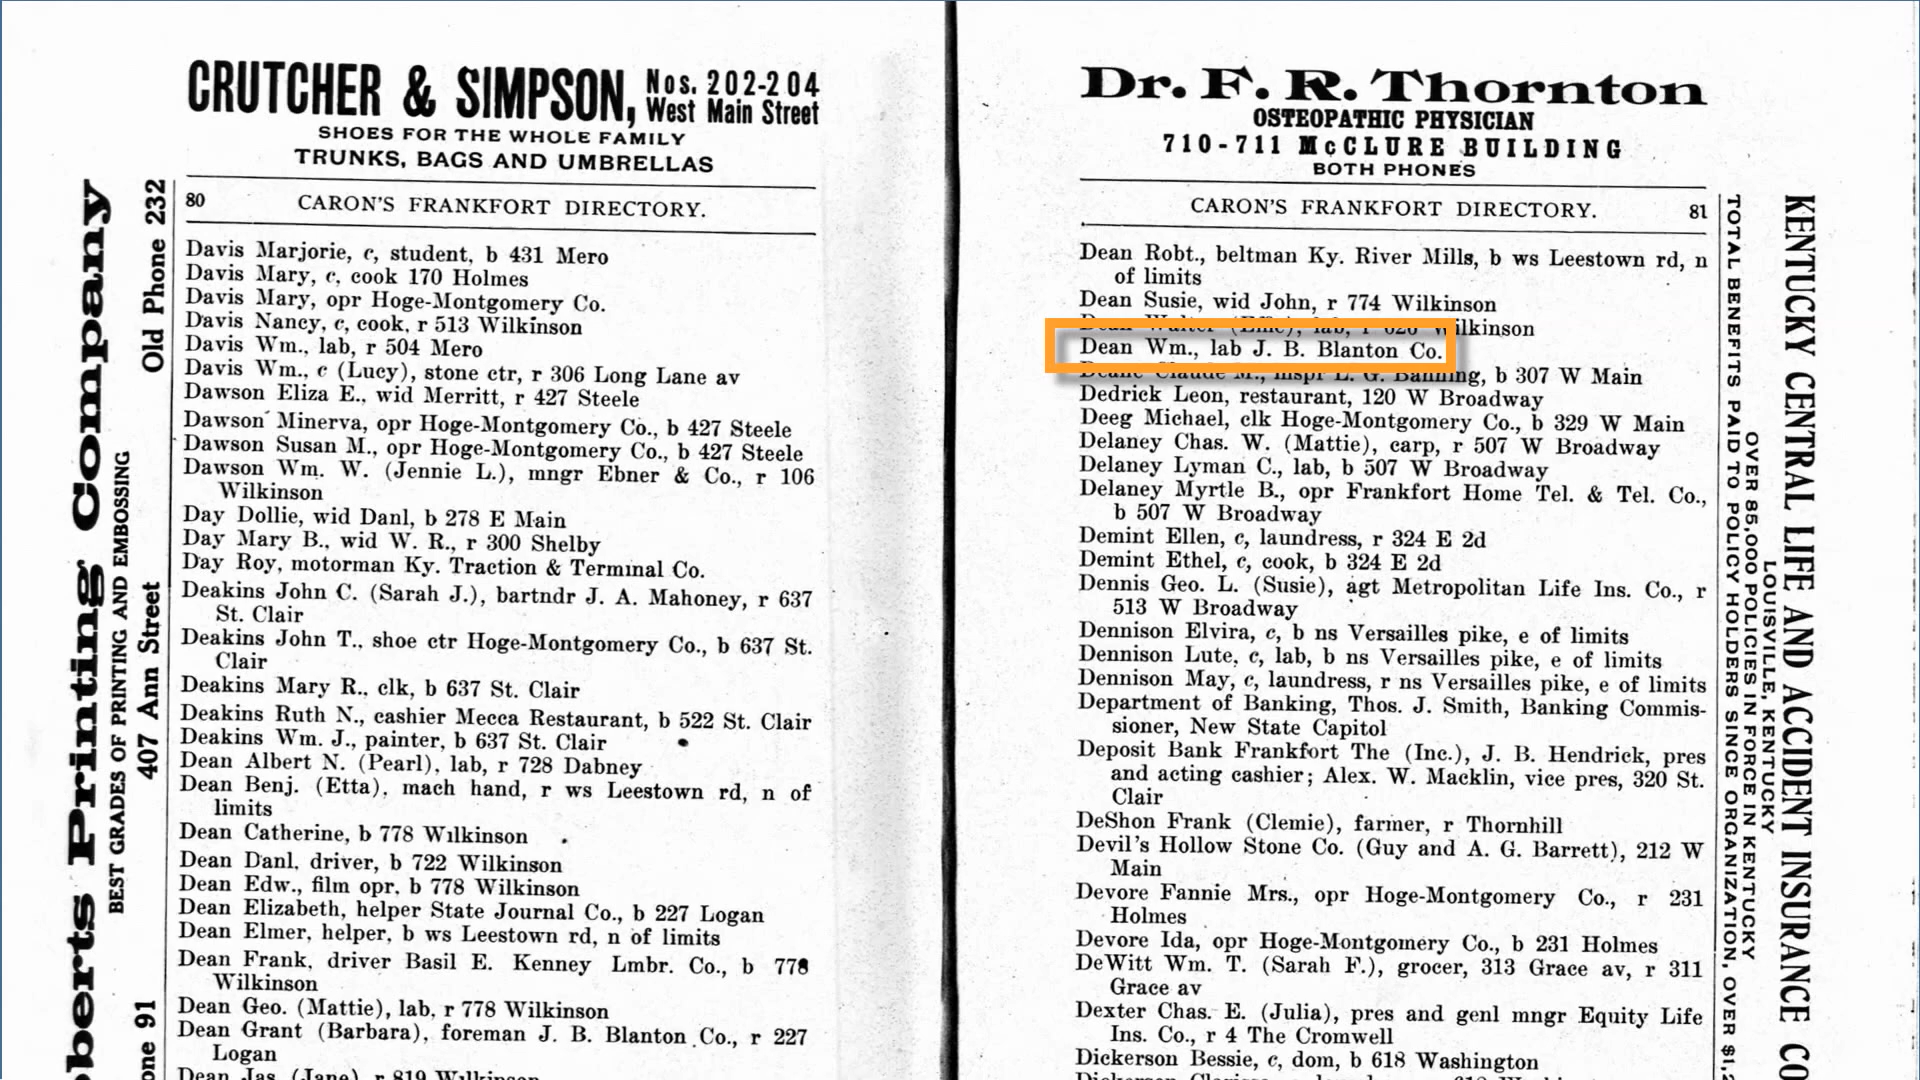 CRUTCHER & SIMPSON, Nos. 202-204
West Main Street
SHOES FOR THE WHOLE FAMILY
TRUNKS, BAGS AND UMBRELLAS
80 CARON'S FRANKFORT DIRECTORY.
Davis Marjorie, c, student, b 431 Mero
Davis Mary, c, cook 170 Holmes
Davis Mary, opr Hoge-Montgomery Co.
Davis Nancy, c, cook, r 513 Wilkinson
Davis Wm., lab, r 504 Mero
Davis Wm., c (Lucy), stone ctr, r 306 Long Lane av
Dawson Eliza E., wid Merritt, r 427 Steele
Dawson Minerva, opr Hoge-Montgomery Co., b 427 Steele
Dawson Susan M., opr Hoge-Montgomery Co., b 427 Steele
Dawson Wm. W. (Jennie L.), mngr Ebner & Co., r 106
Wilkinson
Day Dollie, wid Danl, b 278 E Main
Day Mary B., wid W. R., r 300 Shelby
Day Roy, motorman Ky. Traction & Terminal Co.
Deakins John C. (Sarah J.), bartndr J. A. Mahoney, r 637
St. Clair
Deakins John T., shoe ctr Hoge-Montgomery Co., b 637 St.
Clair
Deakins Mary R., clk, b 637 St. Clair
Deakins Ruth N., cashier Mecca Restaurant, b 522 St. Clair
Deakins Wm. J., painter, b 637 St. Clair
Dean Albert N. (Pearl), lab, r 728 Dabney
Dean Benj. (Etta), mach hand, r ws Leestown rd, n of
limits
Dean Catherine, b 778 Wilkinson
Dean Danl, driver, b 722 Wilkinson
Dean Edw., film opr, b 778 Wilkinson
Dean Elizabeth, helper State Journal Co., b 227 Logan
Dean Elmer, helper, b ws Leestown rd, n of limits
Dean Frank, driver Basil E. Kenney Lmbr. Co., b 778
Wilkinson
Dean Geo. (Mattie), lab, r 778 Wilkinson
Dean Grant (Barbara), foreman J. B. Blanton Co., r 227
Logan
Dean Jas. (Jane) r 819 Wilkinson
berts Printing Company
BEST GRADES OF PRINTING AND EMBOSSING
one 91 407 Ann Street Old Phone 232
Dr. F. R. Thornton
OSTEOPATHIC PHYSICIAN
710-711 McCLURE BUILDING
BOTH PHONES
CARON'S FRANKFORT DIRECTORY. 81
Dean Robt., beltman Ky. River Mills, b ws Leestown rd, n
of limits
Dean Susie, wid John, r 774 Wilkinson
Dean Walter (Effie), lab, r 626 Wilkinson
Dean Wm., lab J. B. Blanton Co.
Deane Claude M., inspr L. G. Banning, b 307 W Main
Dedrick Leon, restaurant, 120 W Broadway
Deeg Michael, clk Hoge-Montgomery Co., b 329 W Main
Delaney Chas. W. (Mattie), carp, r 507 W Broadway
Delaney Lyman C., lab, b 507 W Broadway
Delaney Myrtle B., opr Frankfort Home Tel. & Tel. Co.,
b 507 W Broadway
Demint Ellen, c, laundress, r 324 E 2d
Demint Ethel, c, cook, b 324 E 2d
Dennis Geo. L. (Susie), agt Metropolitan Life Ins. Co., r
513 W Broadway
Dennison Elvira, c, b ns Versailles pike, e of limits
Dennison Lute, c, lab, b ns Versailles pike, e of limits
Dennison May, c, laundress, r ns Versailles pike, e of limits
Department of Banking, Thos. J. Smith, Banking Commis-
sioner, New State Capitol
Deposit Bank Frankfort The (Inc.), J. B. Hendrick, pres
and acting cashier; Alex. W. Macklin, vice pres, 320 St.
Clair
DeShon Frank (Clemie), farmer, r Thornhill
Devil's Hollow Stone Co. (Guy and A. G. Barrett), 212 W
Main
Devore Fannie Mrs., opr Hoge-Montgomery Co., r 231
Holmes
Devore Ida, opr Hoge-Montgomery Co., b 231 Holmes
DeWitt Wm. T. (Sarah F.), grocer, 313 Grace av, r 311
Grace av
Dexter Chas. E. (Julia), pres and genl mngr Equity Life
Ins. Co., r 4 The Cromwell
Dickerson Bessie, c, dom, b 618 Washington
KENTUCKY CENTRAL LIFE AND ACCIDENT INSURANCE CO
LOUISVILLE, KENTUCKY
OVER 85,000 POLICIES IN FORCE IN KENTUCKY
TOTAL BENEFITS PAID TO POLICY HOLDERS SINCE ORGANIZATION, OVER $1,2